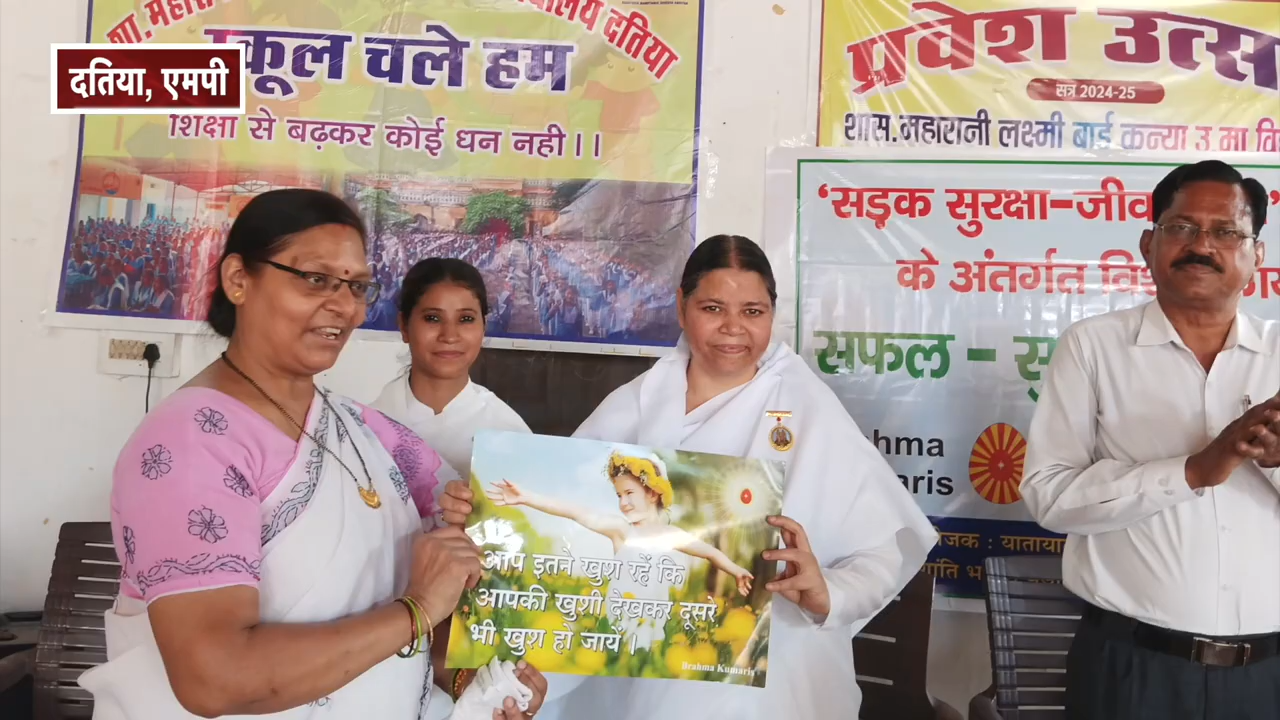 दतिया, एमपी
दतिया
स्कूल चले हम
शिक्षा से बढ़कर कोई धन नही।।
प्रवेश
सत्र 2024-25
शास. महारानी लक्ष्मी बाई कन्या उ. मा
'सड़क सुरक्षा-
के अंतर्गत
सफल -
आप इतने खुश रहें कि
आपकी खुशी देखकर दूसरे
भी खुश हो जायें।
Brahma Kumaris